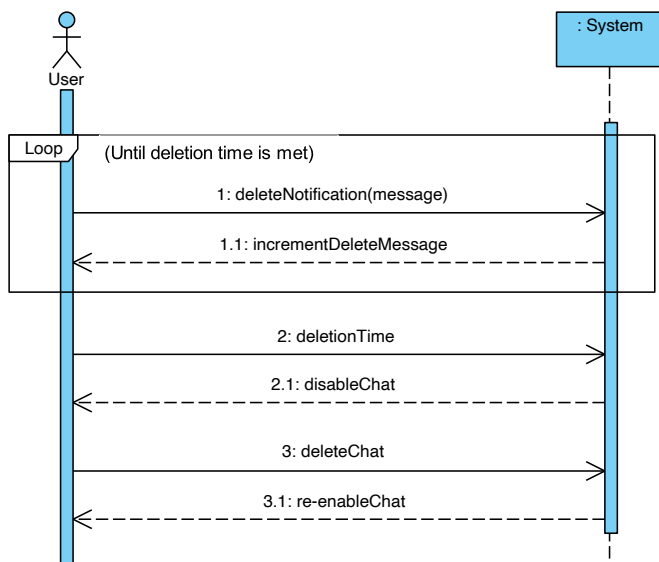 : System
User
Loop
(Until deletion time is met)
1: deleteNotification(message)
1.1: incrementDeleteMessage
2: deletionTime
2.1: disableChat
3: deleteChat
3.1: re-enableChat